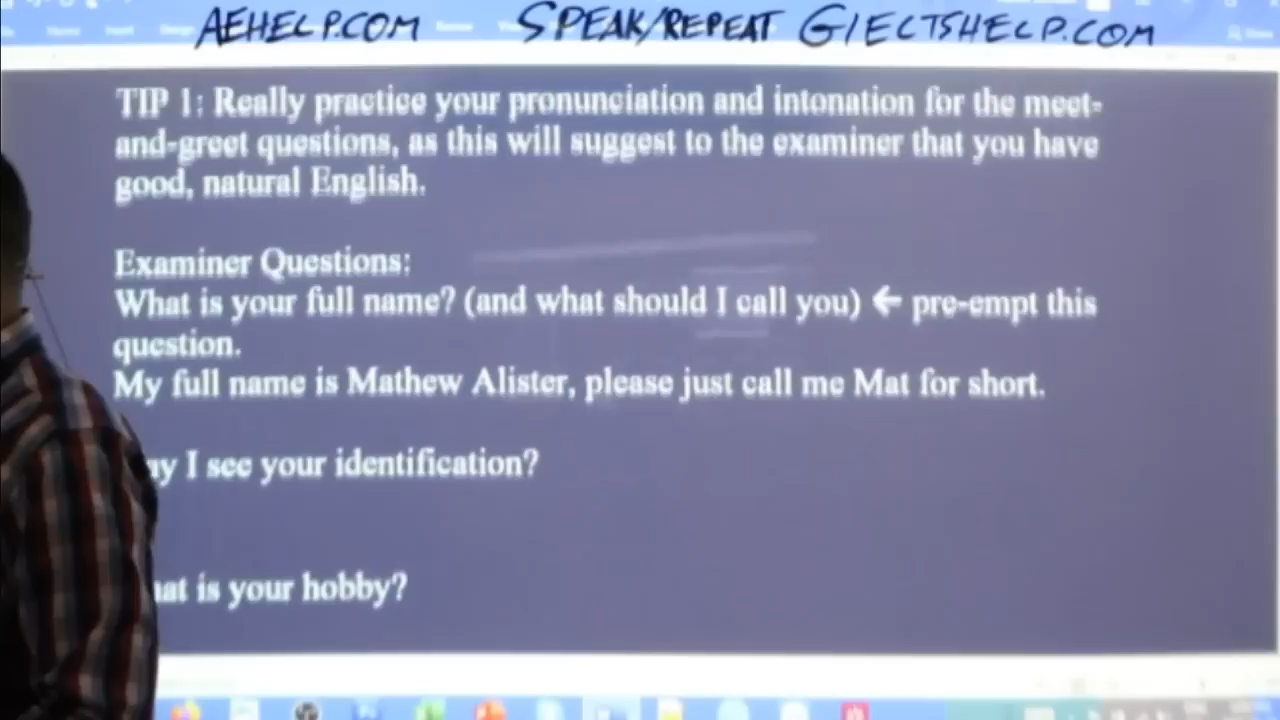 AEHELP.COM SPEAK/REPEAT GIELTSHELP.COM
TIP 1: Really practice your pronunciation and intonation for the meet-
and-greet questions, as this will suggest to the examiner that you have
good, natural English.
Examiner Questions:
What is your full name? (and what should I call you) ← pre-empt this
question.
My full name is Mathew Alister, please just call me Mat for short.
ay I see your identification?
at is your hobby?